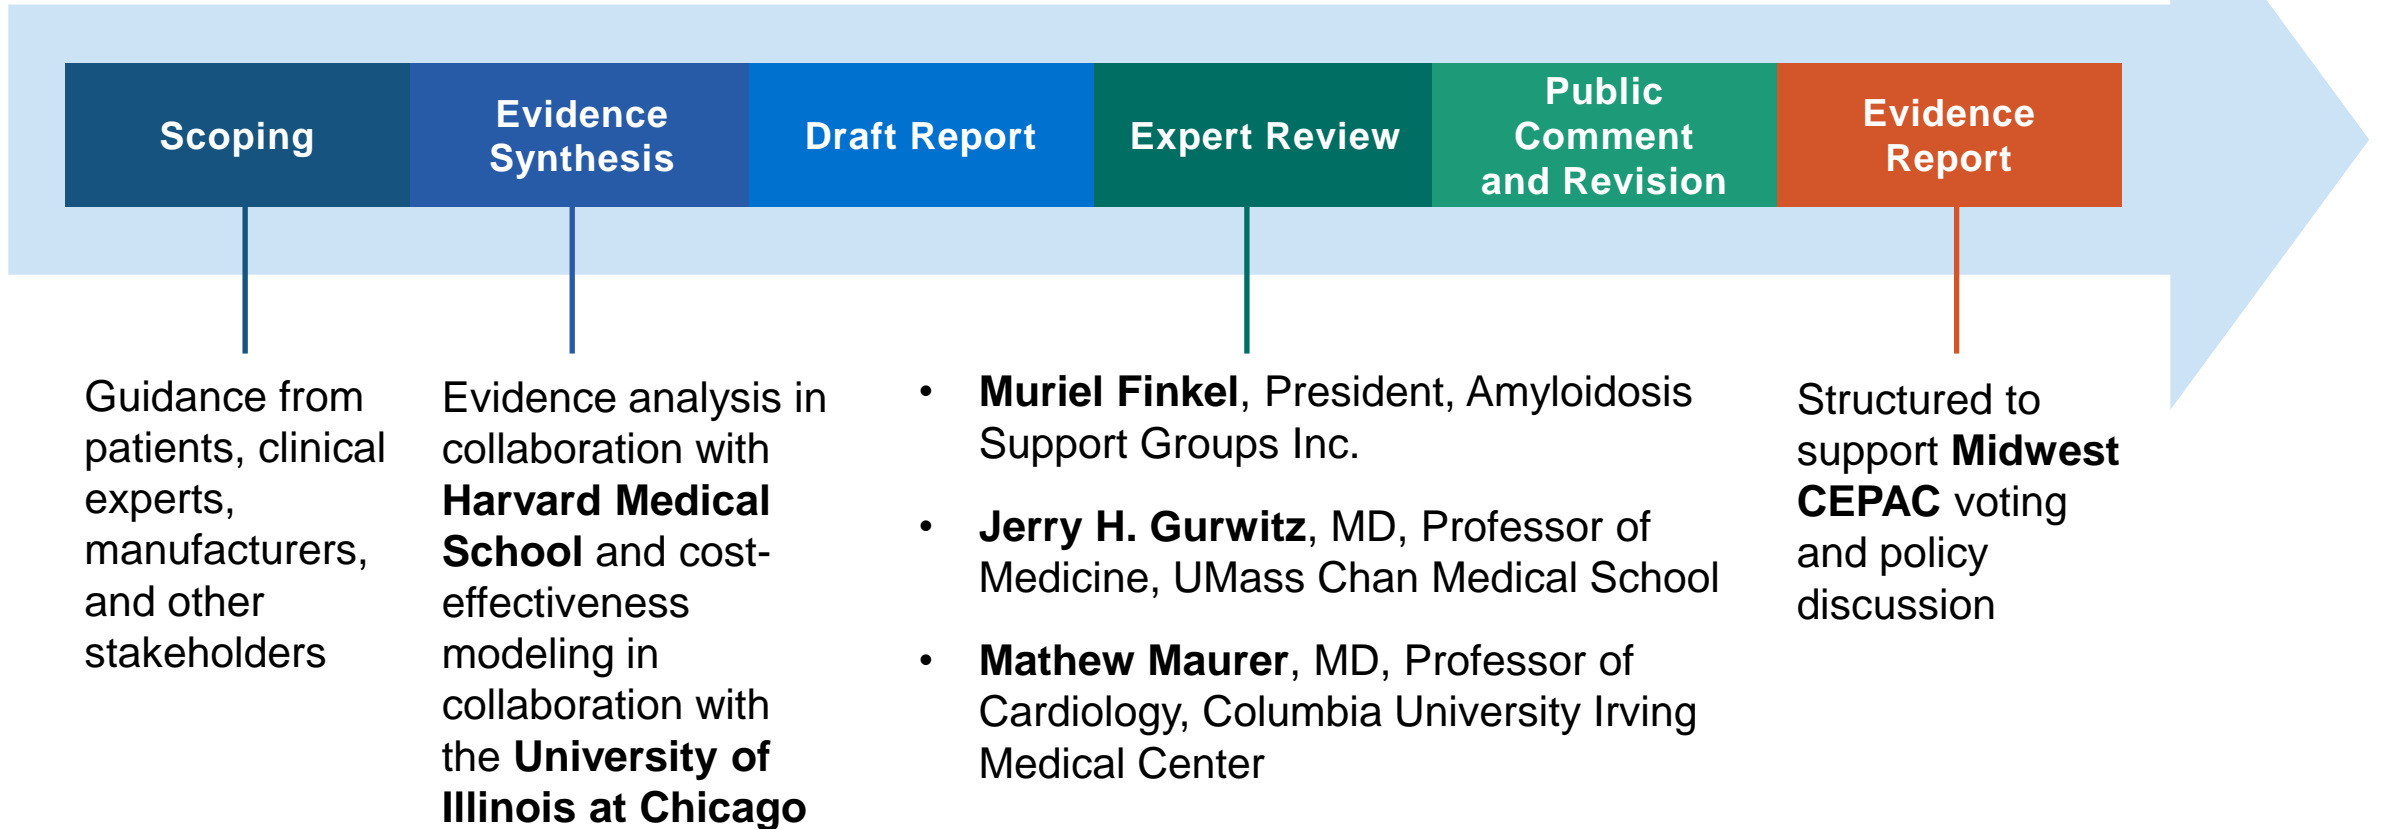 Scoping
Evidence
Synthesis
Draft Report
Expert Review
Public
Comment
and Revision
Evidence
Report
Guidance from
patients, clinical
experts,
manufacturers,
and other
stakeholders
Evidence analysis in
collaboration with
Harvard Medical
School and cost-
effectiveness
modeling in
collaboration with
the University of
Illinois at Chicago
• Muriel Finkel, President, Amyloidosis
Support Groups Inc.
• Jerry H. Gurwitz, MD, Professor of
Medicine, UMass Chan Medical School
• Mathew Maurer, MD, Professor of
Cardiology, Columbia University Irving
Medical Center
Structured to
support Midwest
CEPAC voting
and policy
discussion